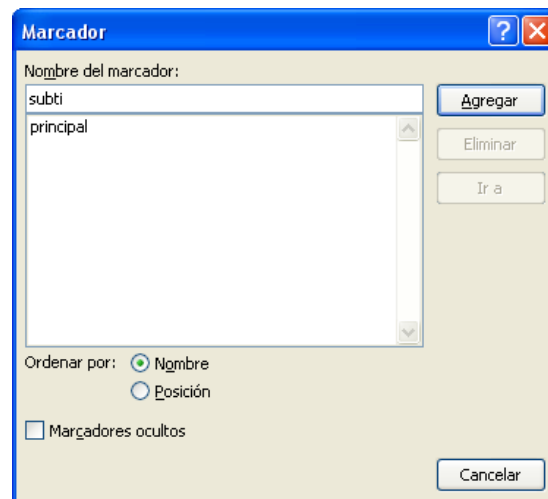 Marcador
Nombre del marcador:
subti
Agregar
principal
Eliminar
Ir a
Ordenar por:
Nombre
Posición
Marcadores ocultos
Cancelar